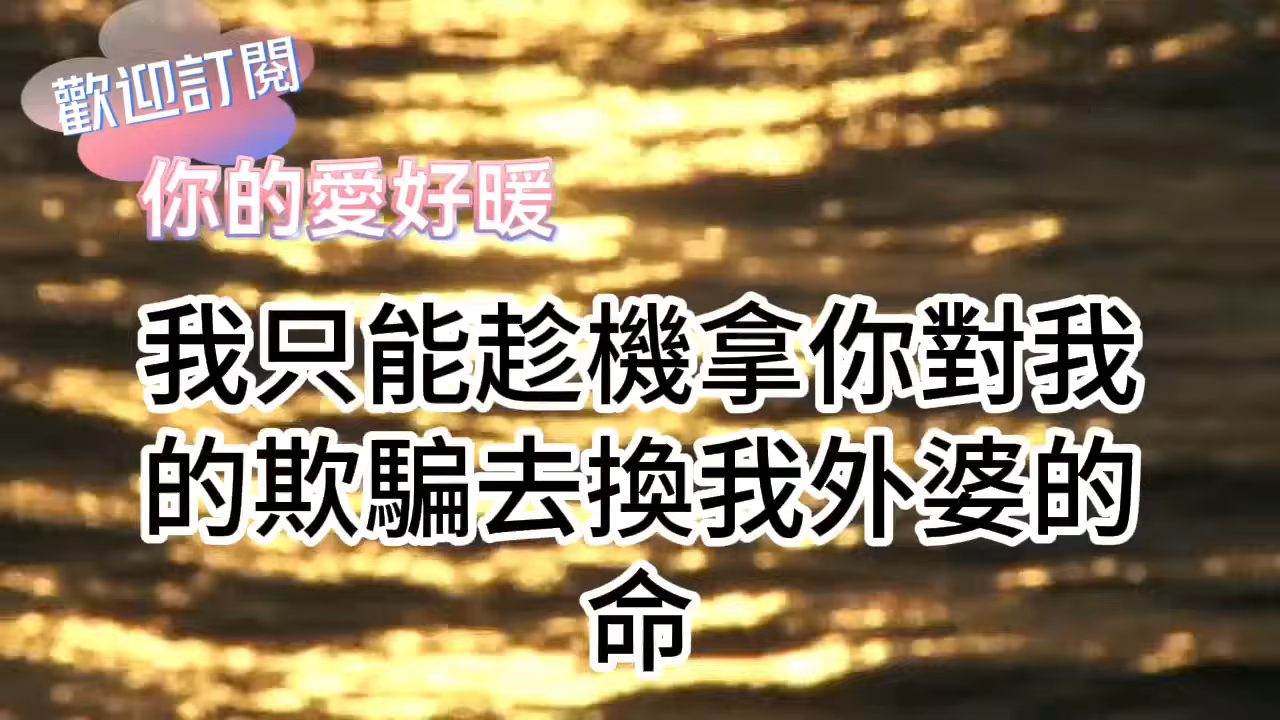 歡迎訂閱
你的愛好暖
我只能趁機拿你對我
的欺騙去換我外婆的
命